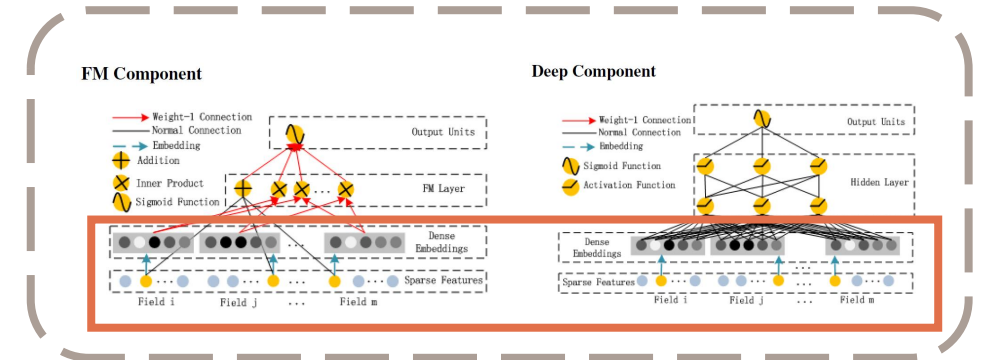 FM Component
Weight-1 Connection
Normal Connection
Embedding
Addition
Inner Product
Sigmoid Function
Output Units
FM Layer
Dense
Embeddings
Sparse Features
Field i Field j ... Field m
Deep Component
Weight-1 Connection
Normal Connection
Embedding
Sigmoid Function
Activation Function
Output Units
Hidden Layer
Dense
Embeddings
Sparse Features
Field i Field j ... Field m